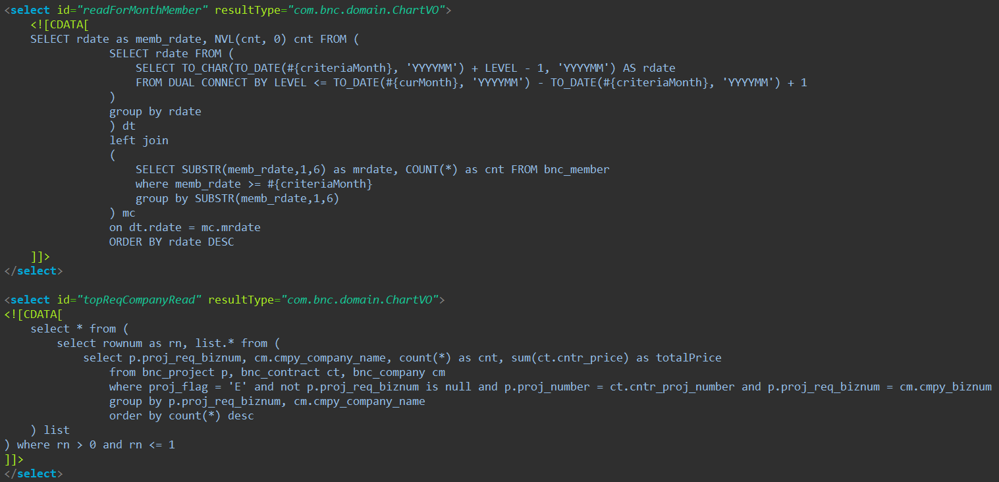 <select id="readForMonthMember" resultType="com.bnc.domain.ChartVO">
<![CDATA[
SELECT rdate as memb_rdate, NVL(cnt, 0) cnt FROM (
SELECT rdate FROM (
SELECT TO_CHAR(TO_DATE(#{criteriaMonth}, 'YYYYMM') + LEVEL - 1, 'YYYYMM') AS rdate
FROM DUAL CONNECT BY LEVEL <= TO_DATE(#{curMonth}, 'YYYYMM') - TO_DATE(#{criteriaMonth}, 'YYYYMM') + 1
)
group by rdate
) dt
left join
(
SELECT SUBSTR(memb_rdate,1,6) as mrdate, COUNT(*) as cnt FROM bnc_member
where memb_rdate >= #{criteriaMonth}
group by SUBSTR(memb_rdate,1,6)
) mc
on dt.rdate = mc.mrdate
ORDER BY rdate DESC
]]>
</select>
<select id="topReqCompanyRead" resultType="com.bnc.domain.ChartVO">
<![CDATA[
select * from (
select rownum as rn, list.* from (
select p.proj_req_biznum, cm.cmpy_company_name, count(*) as cnt, sum(ct.cntr_price) as totalPrice
from bnc_project p, bnc_contract ct, bnc_company cm
where proj_flag = 'E' and not p.proj_req_biznum is null and p.proj_number = ct.cntr_proj_number and p.proj_req_biznum = cm.cmpy_biznum
group by p.proj_req_biznum, cm.cmpy_company_name
order by count(*) desc
) list
) where rn > 0 and rn <= 1
]]>
</select>